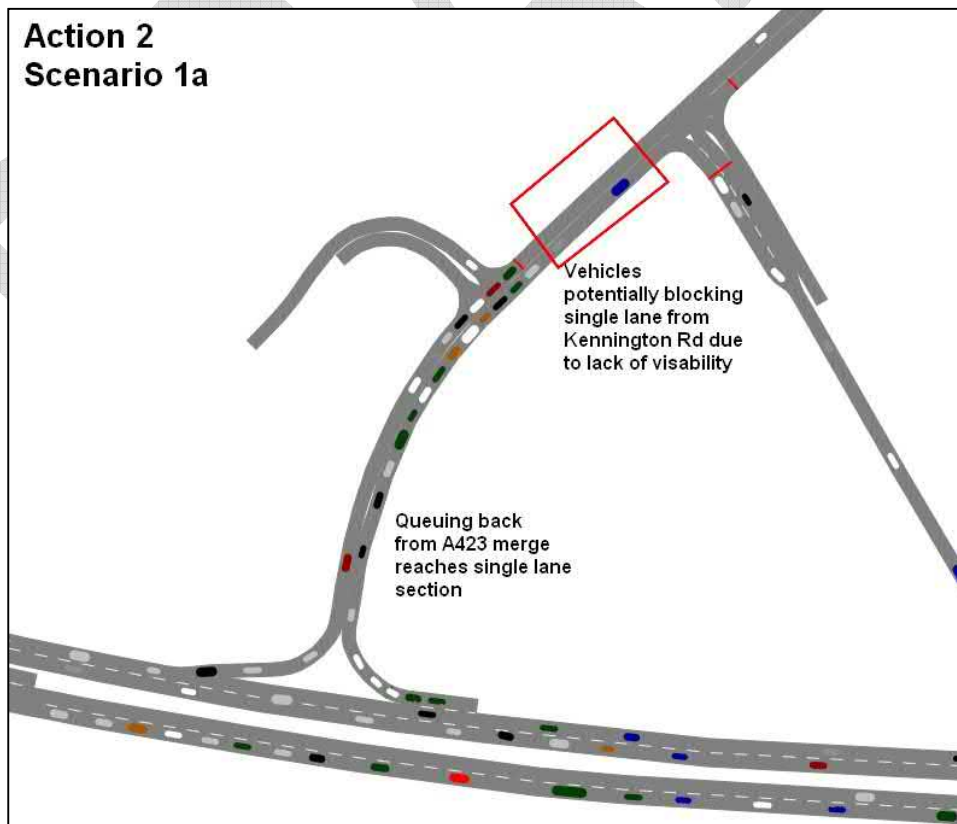 Action 2
Scenario 1a
Vehicles
potentially blocking
single lane from
Kennington Rd due
to lack of visability
Queuing back
from A423 merge
reaches single lane
section